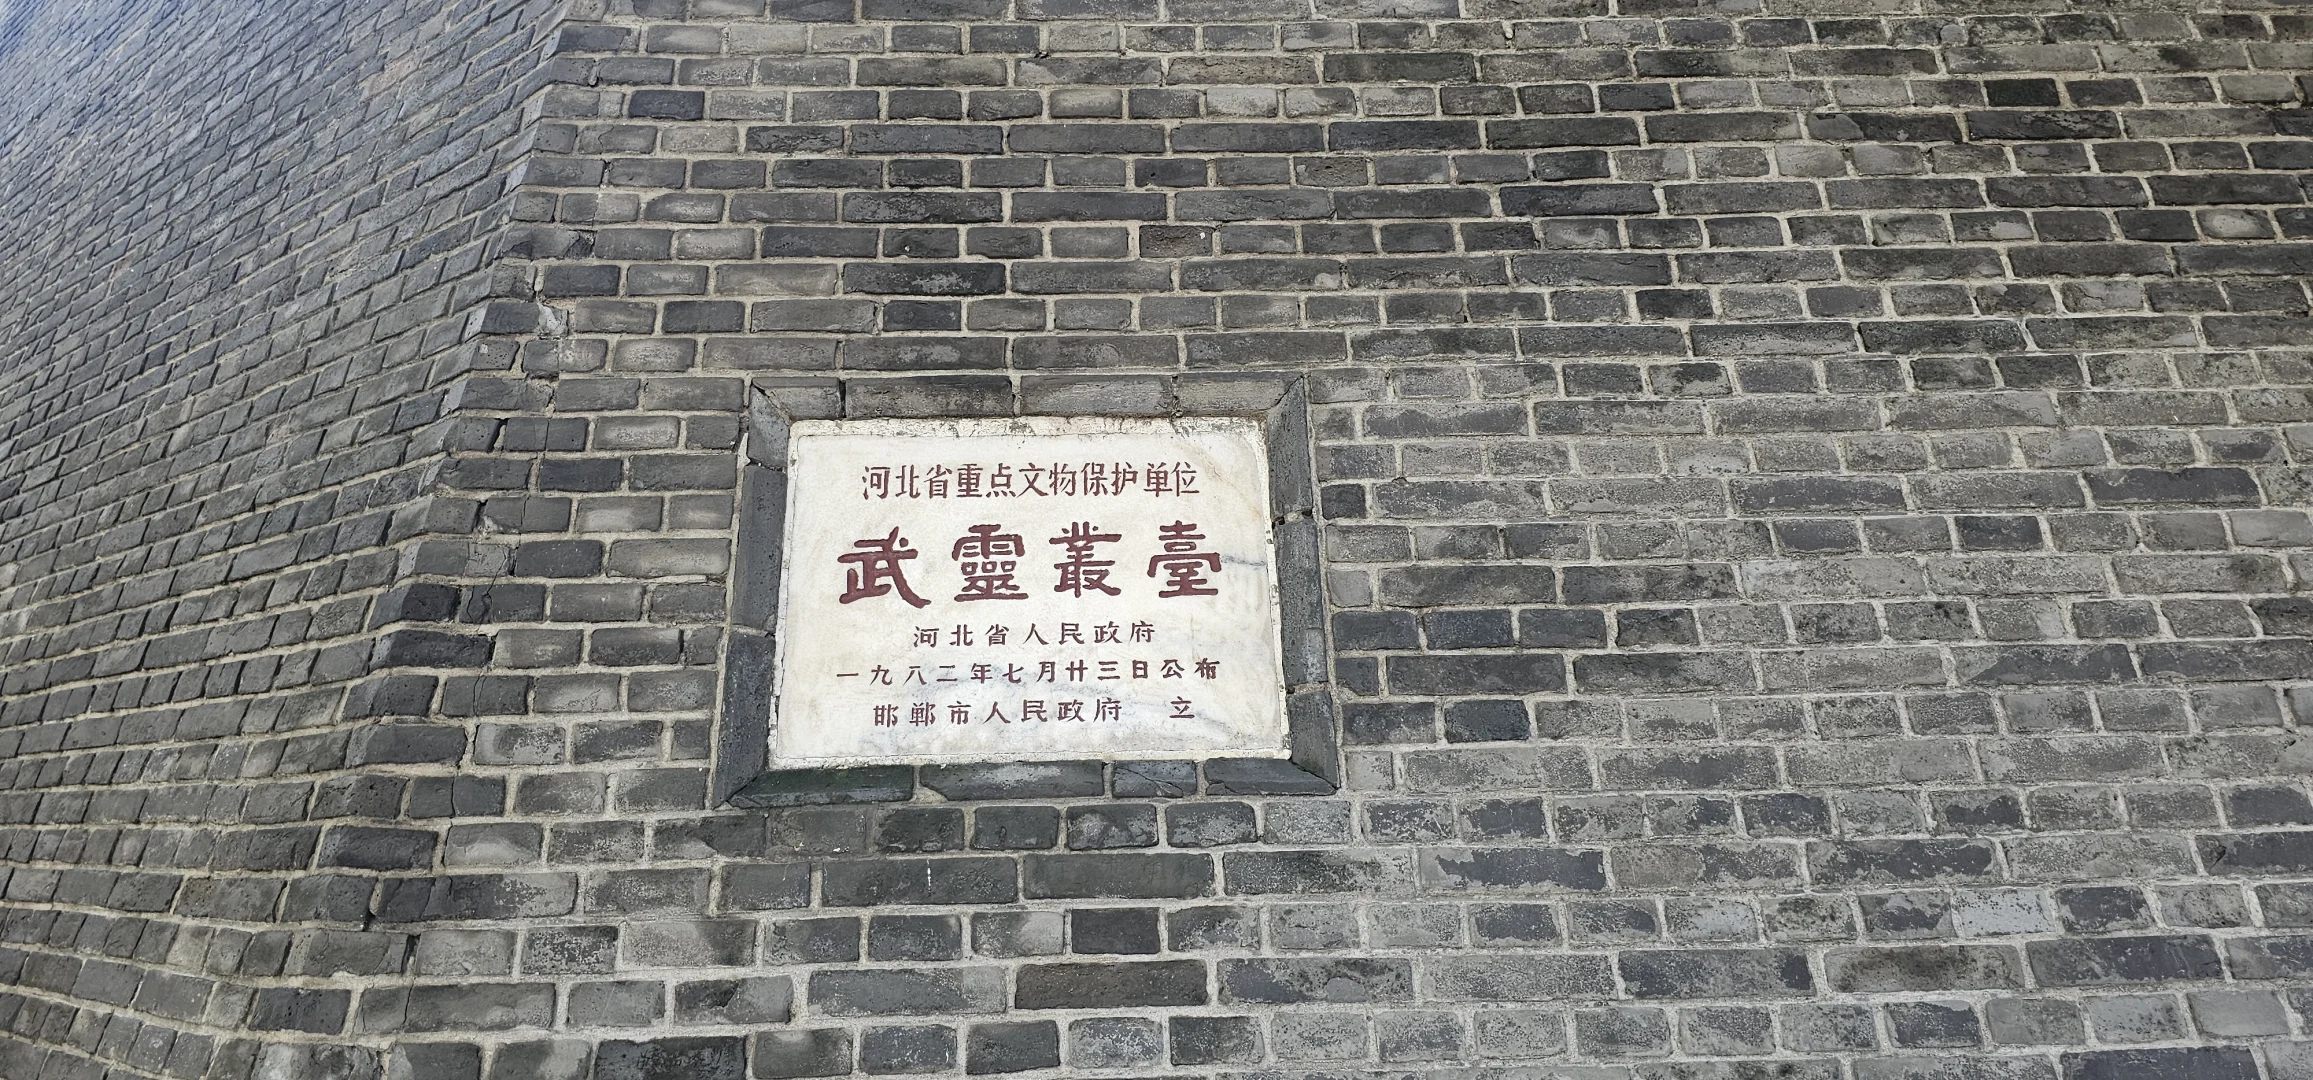 河北省重点文物保护单位
武靈叢臺
河北省人民政府
一九八二年七月廿三日公布
邯郸市人民政府 立